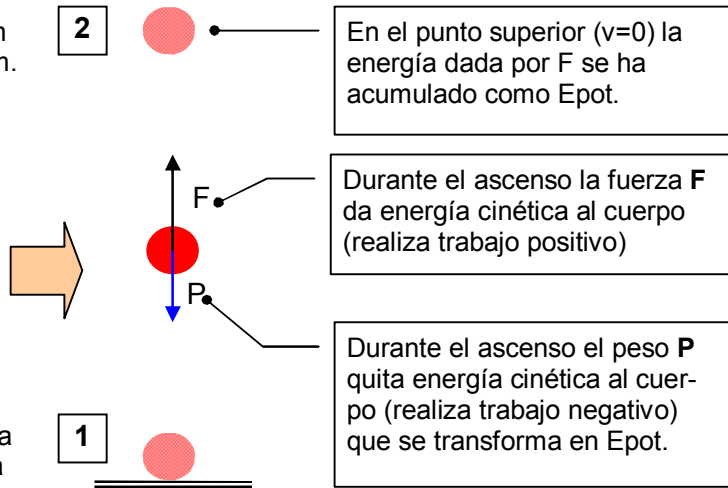 2
En el punto superior (v=0) la
energía dada por F se ha
acumulado como Epot.
F
Durante el ascenso la fuerza F
da energía cinética al cuerpo
(realiza trabajo positivo)
P
Durante el ascenso el peso P
quita energía cinética al cuer-
po (realiza trabajo negativo)
que se transforma en Epot.
1